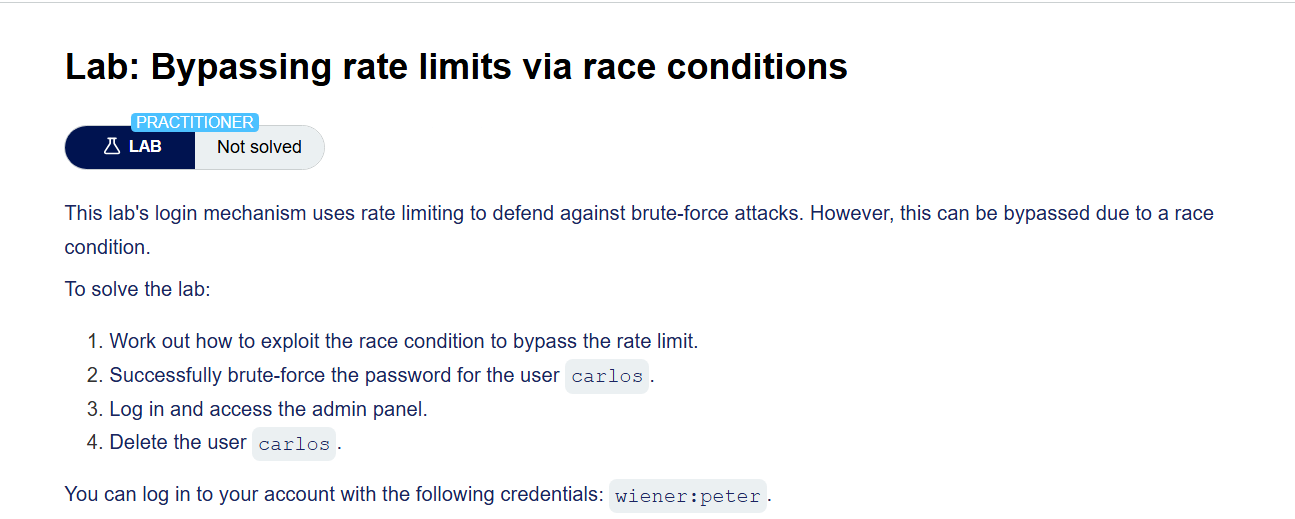 Lab: Bypassing rate limits via race conditions
PRACTITIONER
LAB Not solved
This lab's login mechanism uses rate limiting to defend against brute-force attacks. However, this can be bypassed due to a race
condition.
To solve the lab:
1. Work out how to exploit the race condition to bypass the rate limit.
2. Successfully brute-force the password for the user carlos.
3. Log in and access the admin panel.
4. Delete the user carlos.
You can log in to your account with the following credentials: wiener:peter.